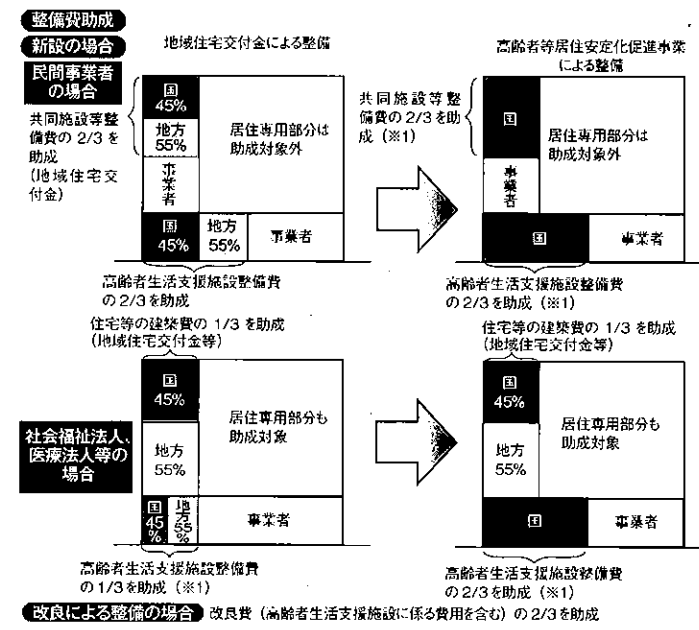 整備費助成
新設の場合
地域住宅交付金による整備
高齢者等居住安定化促進事業
による整備
民間事業者
の場合
共同施設等整
備費の 2/3 を
助成
(地域住宅交
付金)
国
45%
地方
55%
事業者
居住専用部分は
助成対象外
国
45%
地方
55%
事業者
高齢者生活支援施設整備費
の 2/3 を助成
共同施設等整
備費の 2/3 を助
成（※1）
国
事業者
居住専用部分は
助成対象外
国
事業者
高齢者生活支援施設整備費
の 2/3 を助成（※1）
社会福祉法人、
医療法人等の
場合
住宅等の建築費の 1/3 を助成
(地域住宅交付金等)
国
45%
地方
55%
居住専用部分も
助成対象
国
45
%
地方
55
%
事業者
高齢者生活支援施設整備費
の 1/3 を助成（※1）
住宅等の建築費の 1/3 を助成
(地域住宅交付金等)
国
45%
地方
55%
居住専用部分も
助成対象
国
事業者
高齢者生活支援施設整備費
の 2/3 を助成（※1）
改良による整備の場合 改良費（高齢者生活支援施設に係る費用を含む）の 2/3 を助成